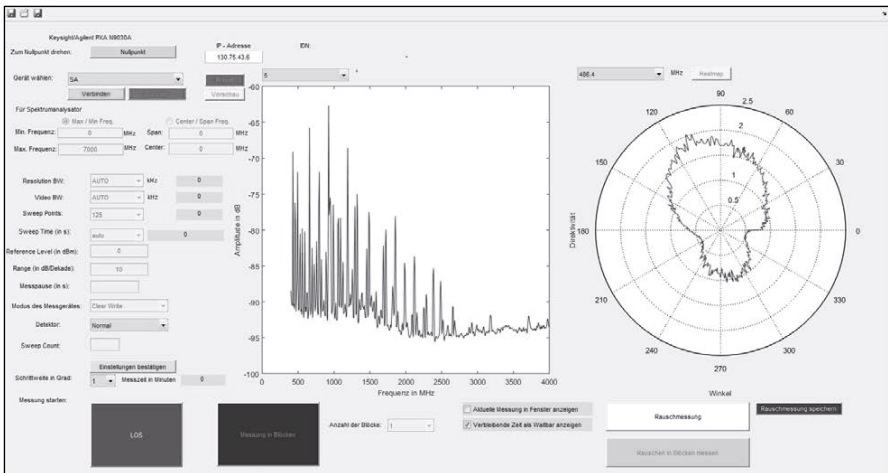 Keysight/Agilent PXA N9030A
Zum Nullpunkt drehen:
Nullpunkt
IP - Adresse
IDN:
130.75.43.6
Gerät wählen:
SA
5
486.4
MHz
Realmap
Verbinden
Vorschau
Für Spektrumanalysator
Max / Min Freq.
Center / Span Freq.
Min. Frequenz:
0
MHz
Span:
0
MHz
Max. Frequenz:
7000
MHz
Center:
0
MHz
Resolution BW:
AUTO
kHz
0
Video BW:
AUTO
kHz
0
Sweep Points:
125
0
Sweep Time (in s):
auto
0
Reference Level (in dBm):
0
Range (in dB/Dekade):
10
Messpause (in s):
Modus des Messgerätes:
Clear Write
Detektor:
Normal
Sweep Count:
Einstellungen bestätigen
Schrittweite in Grad:
1
Messzeit in Minuten
0
Messung starten:
LOS
Messung in Blöcken
Anzahl der Blöcke:
1
Aktuelle Messung in Fenster anzeigen
Verbleibende Zeit als Waitbar anzeigen
-60
-65
-70
-75
-80
-85
-90
-95
-100
Amplitude in dB
0
500
1000
1500
2000
2500
3000
3500
4000
Frequenz in MHz
90
2.5
120
60
2
150
30
1
0.5
Direktivität
180
0
210
330
240
300
270
Winkel
Rauschmessung
Rauschmessung speichern
Rauschen in Blöcken messen